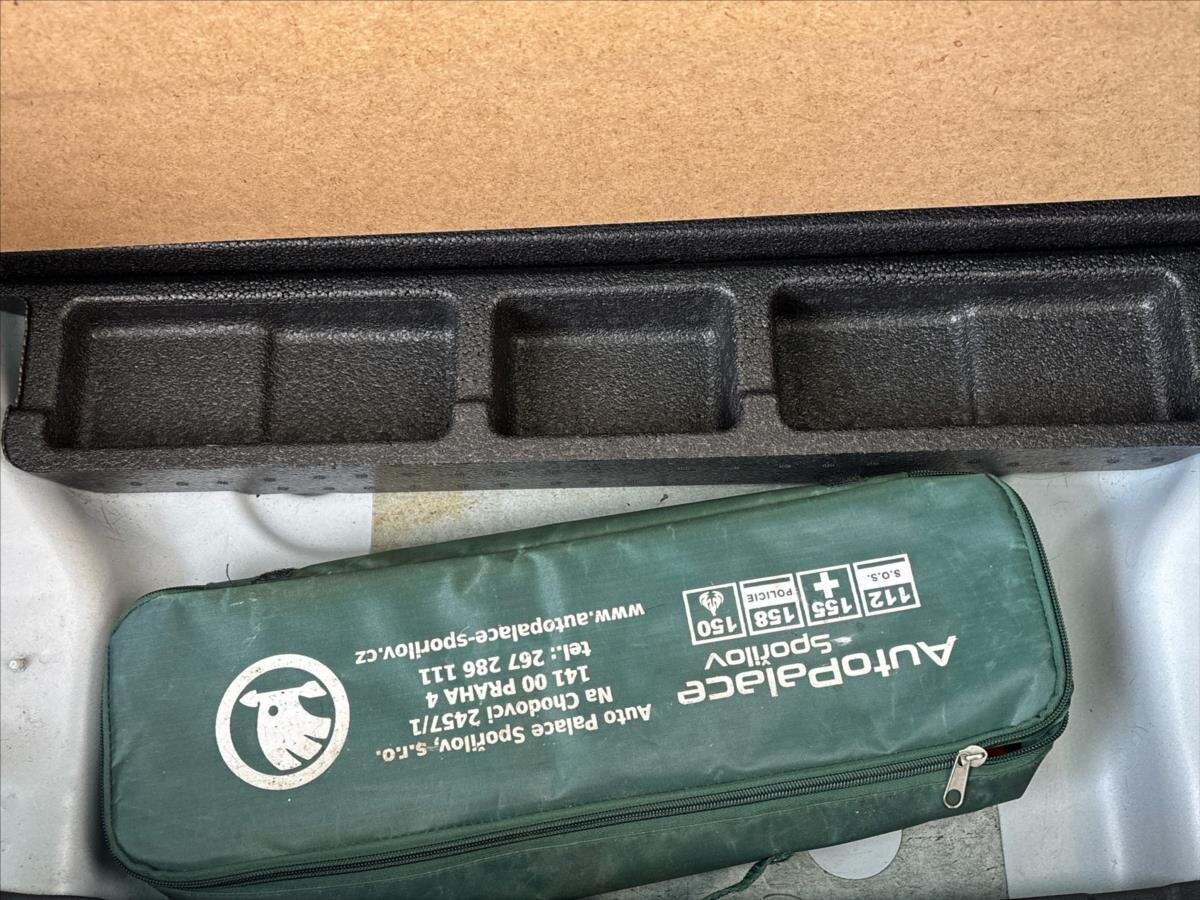 Auto Palace Spořilov, s.r.o.
Na Chodovci 2457/1
141 00 PRAHA 4
tel.: 267 286 111
www.autopalace-sporilov.cz
AutoPalace
Spořilov
112
S.O.S.
155
158
POLICIE
150